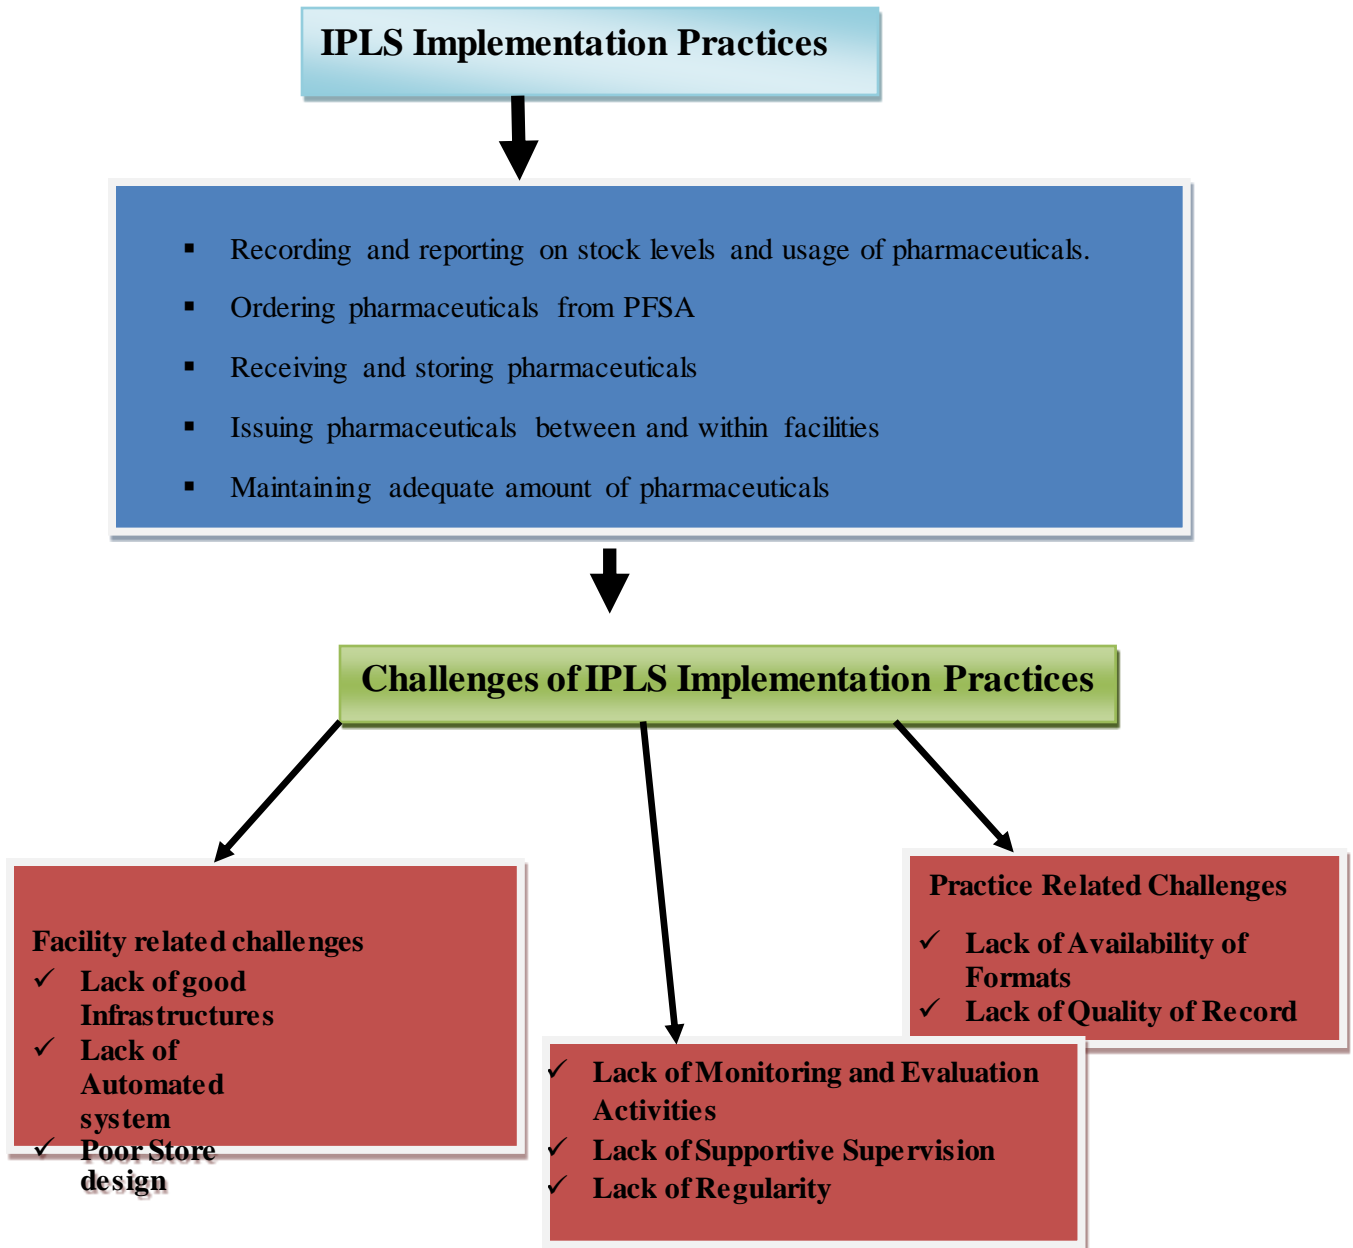 IPLS Implementation Practices
▪ Recording and reporting on stock levels and usage of pharmaceuticals.
▪ Ordering pharmaceuticals from PFSA
▪ Receiving and storing pharmaceuticals
▪ Issuing pharmaceuticals between and within facilities
▪ Maintaining adequate amount of pharmaceuticals
Challenges of IPLS Implementation Practices
Facility related challenges
✓ Lack of good
Infrastructures
✓ Lack of
Automated
system
✓ Poor Store
design
✓ Lack of Monitoring and Evaluation
Activities
✓ Lack of Supportive Supervision
✓ Lack of Regularity
Practice Related Challenges
✓ Lack of Availability of
Formats
✓ Lack of Quality of Record